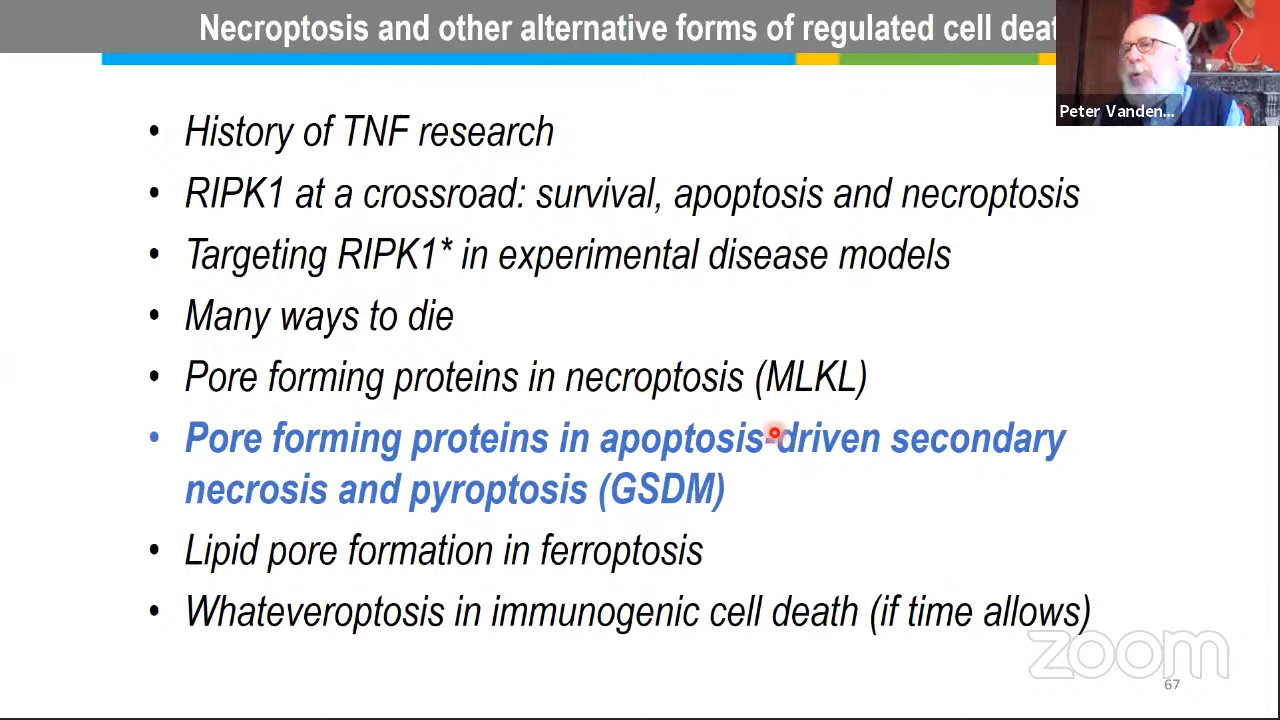 Necroptosis and other alternative forms of regulated cell deat
Peter Vanden...
• History of TNF research
• RIPK1 at a crossroad: survival, apoptosis and necroptosis
• Targeting RIPK1* in experimental disease models
• Many ways to die
• Pore forming proteins in necroptosis (MLKL)
• Pore forming proteins in apoptosis-driven secondary
necrosis and pyroptosis (GSDM)
• Lipid pore formation in ferroptosis
• Whateveroptosis in immunogenic cell death (if time allows)
zoom
67